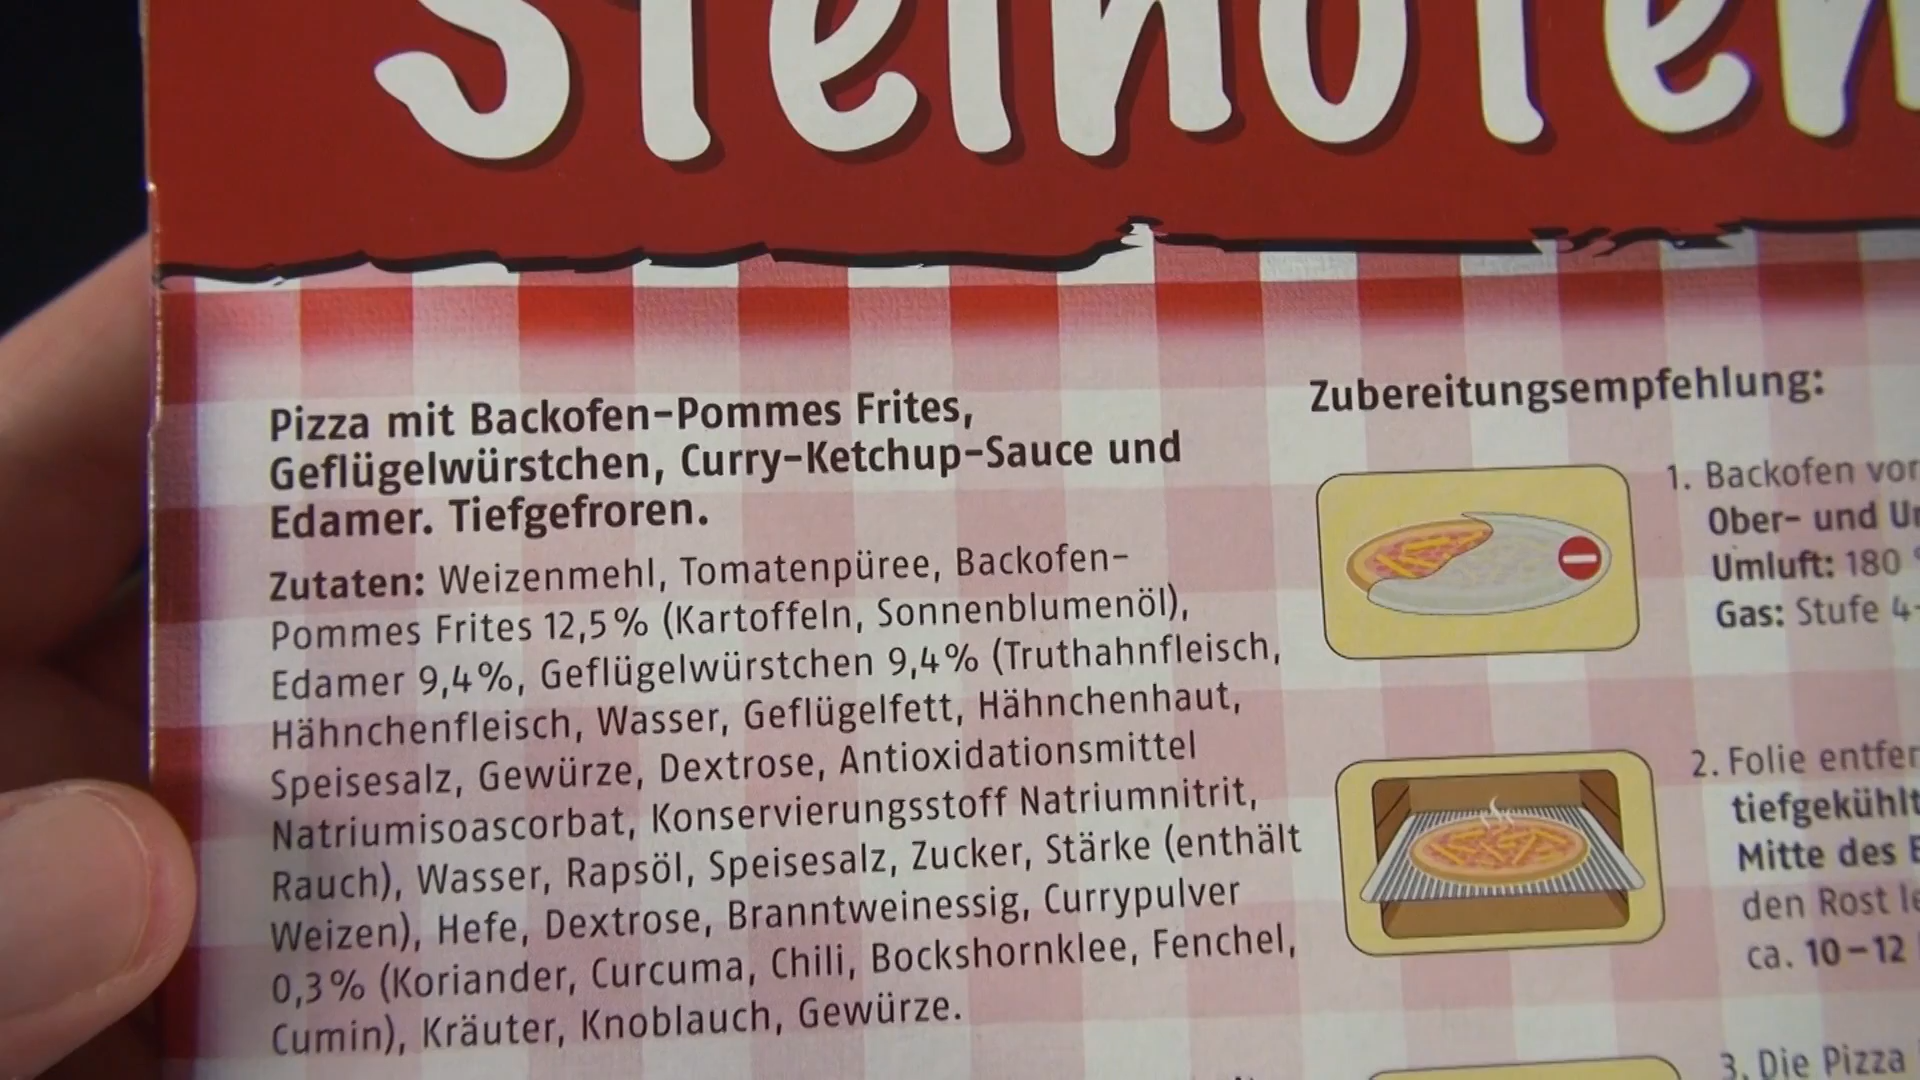 Steinofen
Pizza mit Backofen-Pommes Frites,
Geflügelwürstchen, Curry-Ketchup-Sauce und
Edamer. Tiefgefroren.
Zutaten: Weizenmehl, Tomatenpüree, Backofen-
Pommes Frites 12,5% (Kartoffeln, Sonnenblumenöl),
Edamer 9,4%, Geflügelwürstchen 9,4% (Truthahnfleisch,
Hähnchenfleisch, Wasser, Geflügelfett, Hähnchenhaut,
Speisesalz, Gewürze, Dextrose, Antioxidationsmittel
Natriumisoascorbat, Konservierungsstoff Natriumnitrit,
Rauch), Wasser, Rapsöl, Speisesalz, Zucker, Stärke (enthält
Weizen), Hefe, Dextrose, Branntweinessig, Currypulver
0,3% (Koriander, Curcuma, Chili, Bockshornklee, Fenchel,
Cumin), Kräuter, Knoblauch, Gewürze.
Zubereitungsempfehlung:
1. Backofen vor
Ober- und
Umluft: 180
Gas: Stufe 4-
2. Folie
tiefgekühlt
Mitte des
den Rost
ca. 10-12
3. Die Pizza